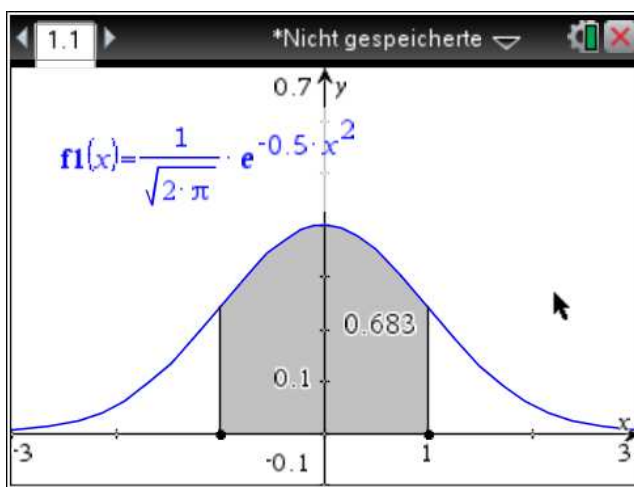 1.1 *Nicht gespeicherte
0.7 y
f1(x)=1/√(2·π) · e^(-0.5·x^2)
0.683
0.1
-3 1 3 x
-0.1